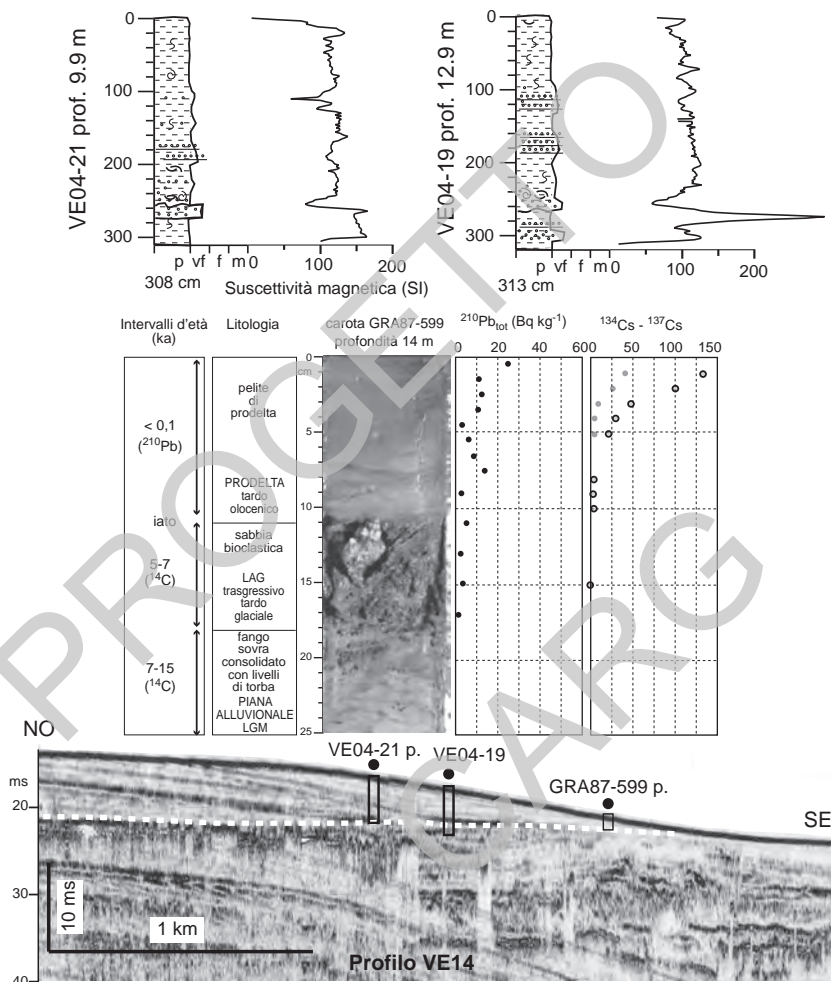 VE04-21 prof. 9.9 m
0
100
200
300
p vf f m 0 100 200
308 cm
Suscettività magnetica (SI)
VE04-19 prof. 12.9 m
0
100
200
300
p vf f m 0 100 200
313 cm
Intervalli d'età
(ka)
Litologia
carota GRA87-599
profondità 14 m
210Pbtot (Bq kg-1)
134Cs - 137Cs
0 20 40 60
0 50 100 150
0
cm
5
10
15
20
25
< 0,1
(210Pb)
iato
5-7
(14C)
7-15
(14C)
pelite
di
prodelta
PRODELTA
tardo
olocenico
sabbia
bioclastica
LAG
trasgressivo
tardo
glaciale
fango
sovra
consolidato
con livelli
di torba
PIANA
ALLUVIONALE
LGM
NO
VE04-21 p.
VE04-19
GRA87-599 p.
SE
ms
20
30
40
10 ms
1 km
Profilo VE14
PROGETTO
CARG